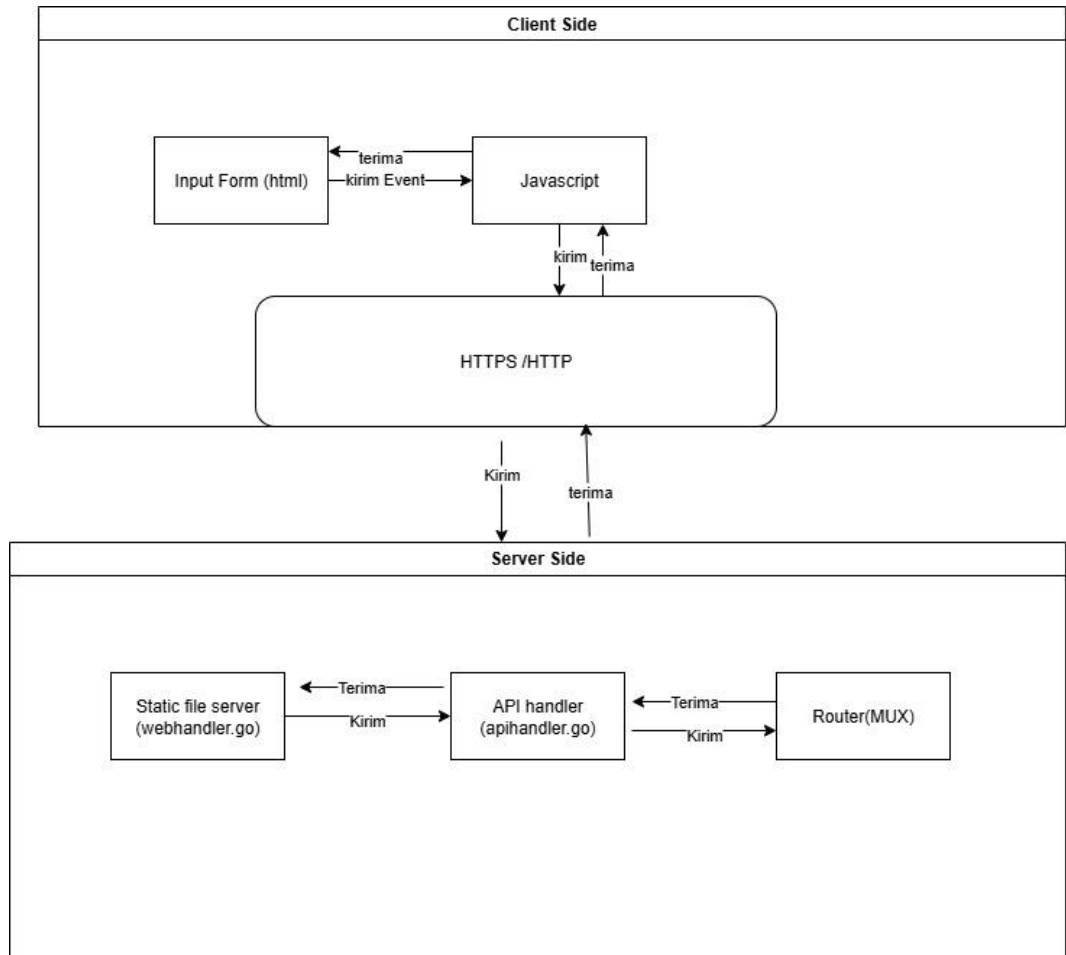 Client Side
terima
Input Form (html)
kirim Event
Javascript
kirim
terima
HTTPS /HTTP
Kirim
terima
Server Side
Static file server
(webhandler.go)
Terima
Kirim
API handler
(apihandler.go)
Terima
Kirim
Router(MUX)